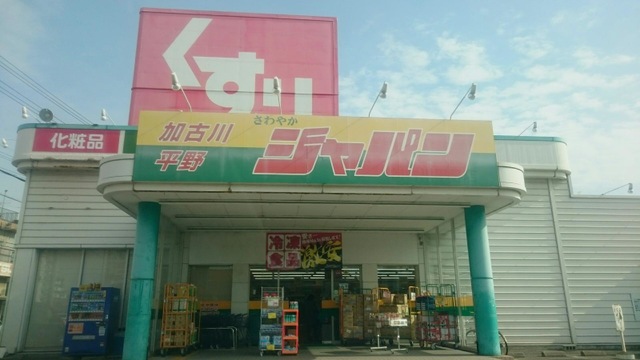 くすり
化粧品
加古川
平野
さわやか
ジャパン
冷凍
食品